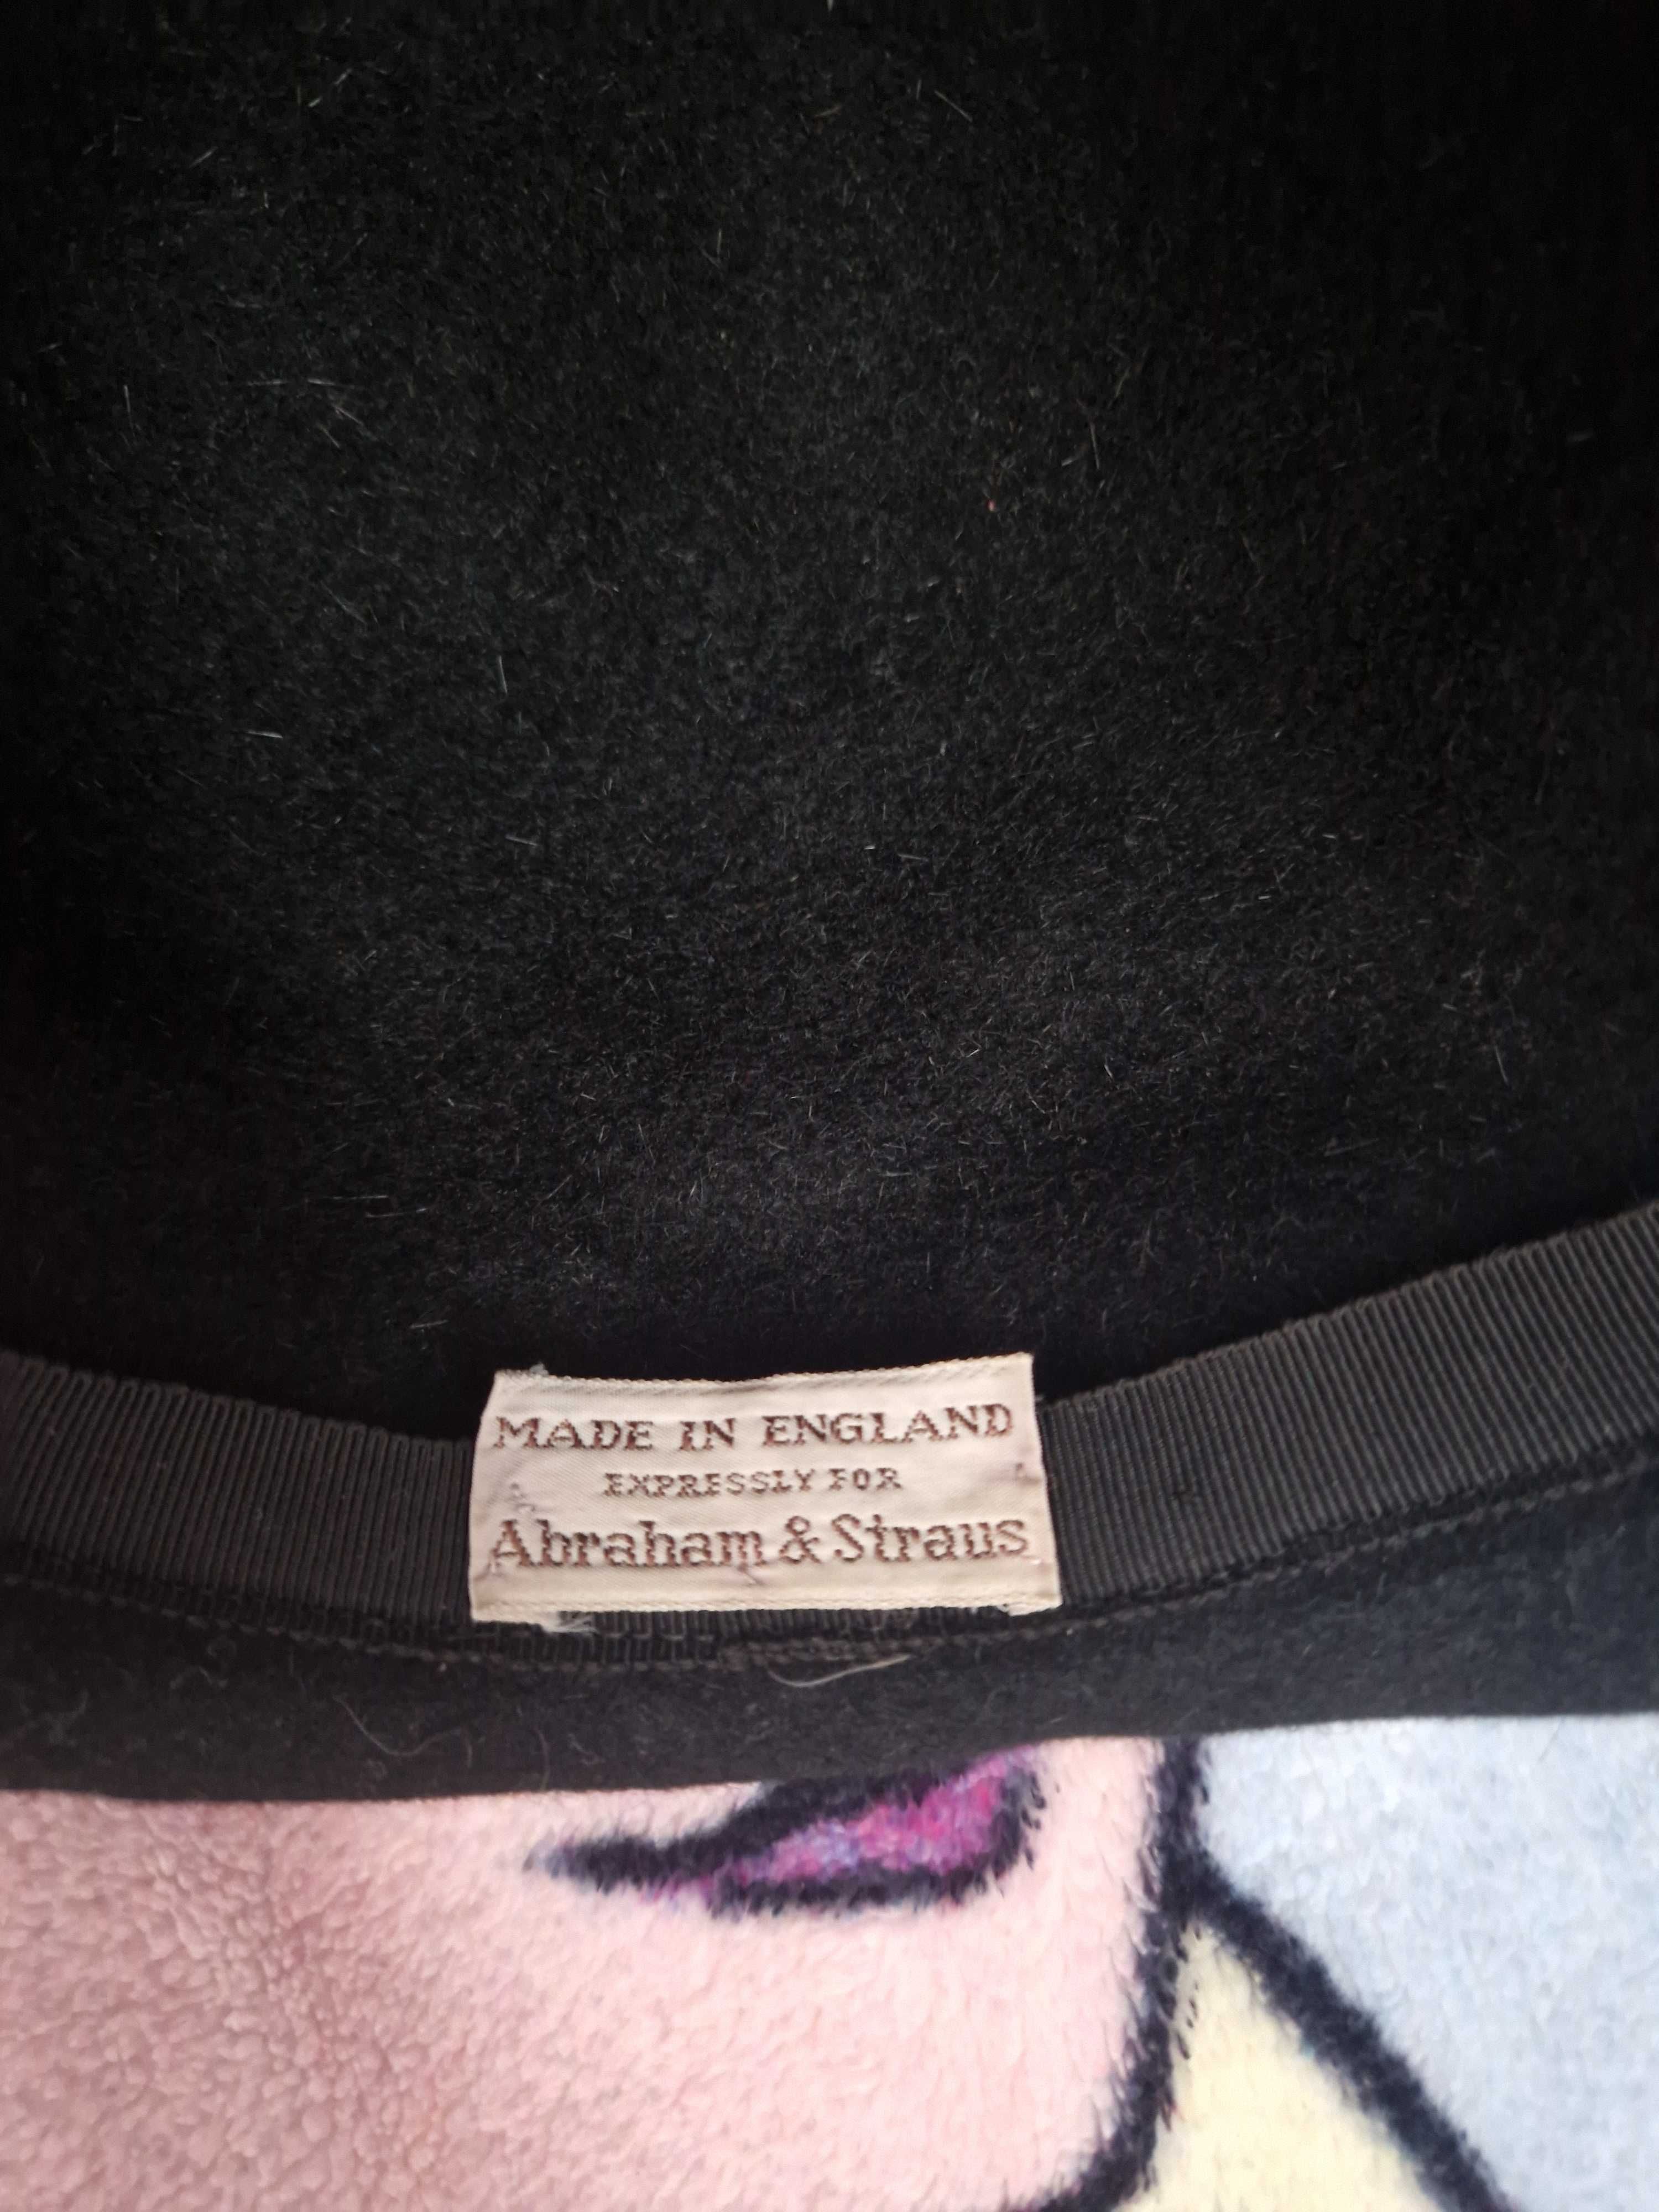 MADE IN ENGLAND
EXPRESSLY FOR
Abraham & Straus